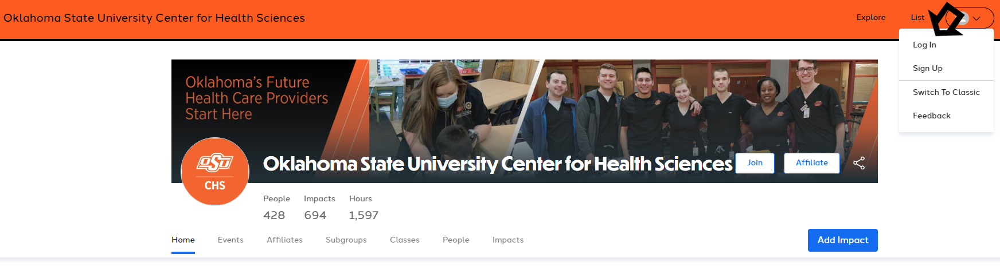 Oklahoma State University Center for Health Sciences
Explore
List
Log In
Sign Up
Switch To Classic
Feedback
Oklahoma's Future
Health Care Providers
Start Here
OSU
CHS
Oklahoma State University Center for Health Sciences
Join
Affiliate
People Impacts Hours
428 694 1,597
Home Events Affiliates Subgroups Classes People Impacts
Add Impact